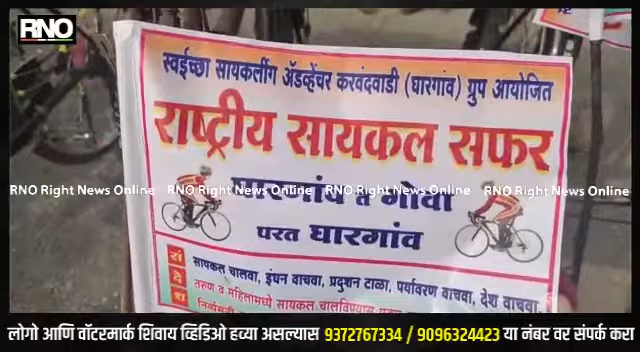 RNO
स्वईच्छा सायकलींग ॲडव्हेंचर करवंदवाडी (घारगांव) ग्रुप आयोजित
राष्ट्रीय सायकल सफर
RNO Right News Online RNO Right News Online RNO Right News Online RNO Right News Online
घारगांव ते गोवा
परत घारगांव
संदेश
सायकल चालवा, इंधन वाचवा, प्रदुशन टाळा, पर्यावरण वाचवा, देश वाचवा.
तरुण व महिलांमध्ये सायकल चालविण्यास
लोगो आणि वॉटरमार्क शिवाय व्हिडिओ हव्या असल्यास 9372767334 / 9096324423 या नंबर वर संपर्क करा